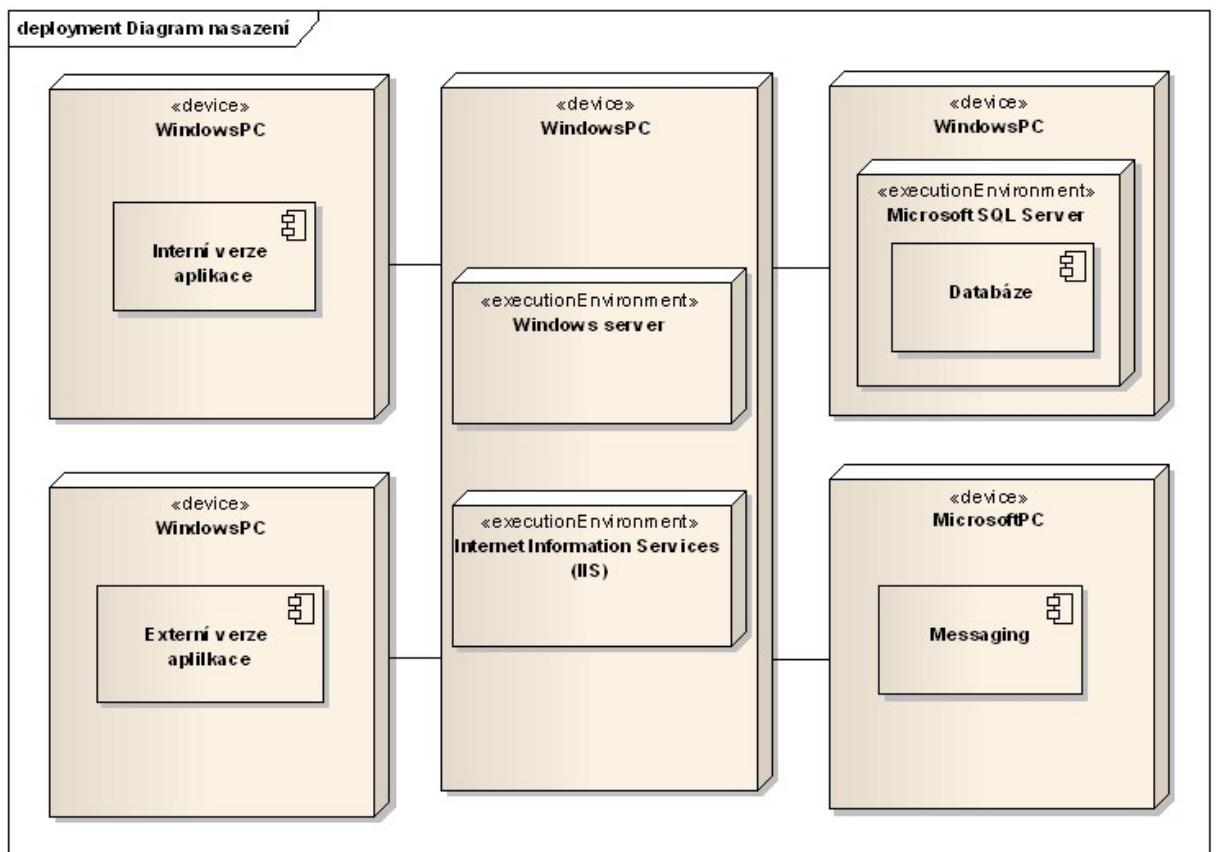 deployment Diagram nasazení
«device»
WindowsPC
Interní verze
aplikace
«device»
WindowsPC
«executionEnvironment»
Windows server
«executionEnvironment»
Internet Information Services
(IIS)
«device»
WindowsPC
«executionEnvironment»
Microsoft SQL Server
Databáze
«device»
WindowsPC
Externí verze
aplilkace
«device»
MicrosoftPC
Messaging